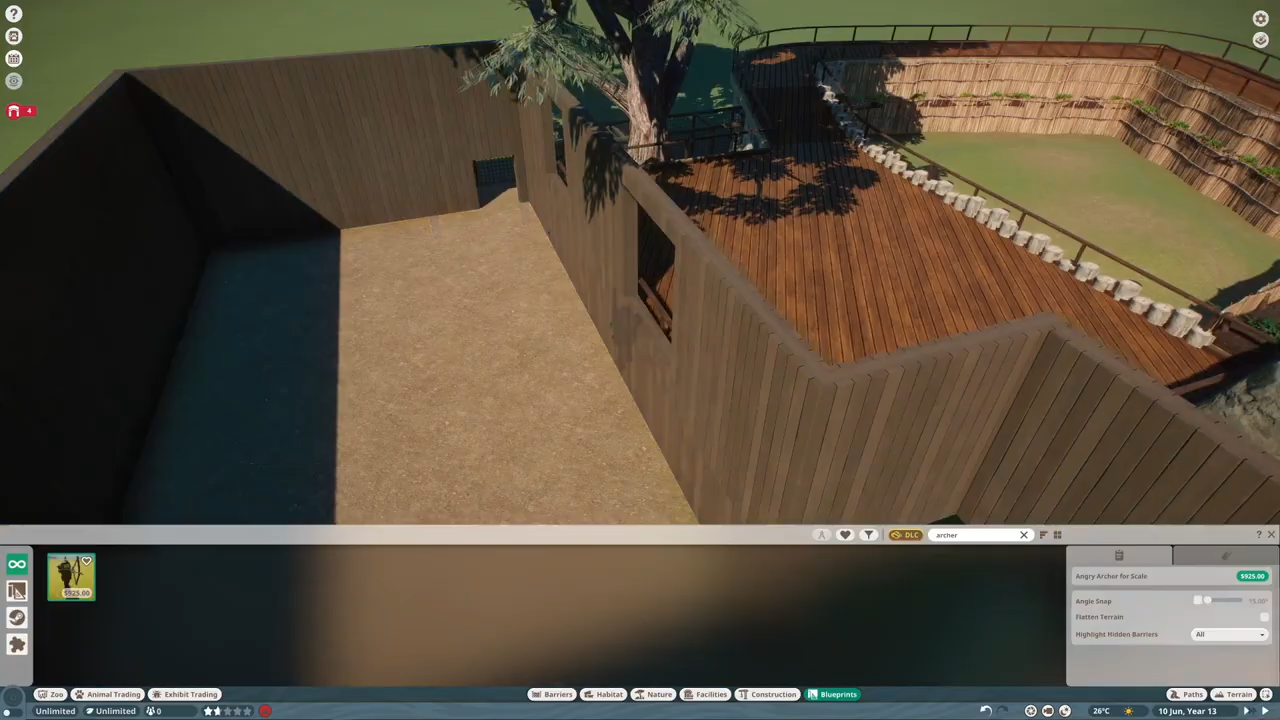 ?
4
DLC
archer
?
$925.00
Angry Archer for Scale
$925.00
Angle Snap
15.00°
Flatten Terrain
Highlight Hidden Barriers
All
Zoo
Animal Trading
Exhibit Trading
Barriers
Habitat
Nature
Facilities
Construction
Blueprints
Paths
Terrain
Unlimited
Unlimited
0
26°C
10 Jun, Year 13